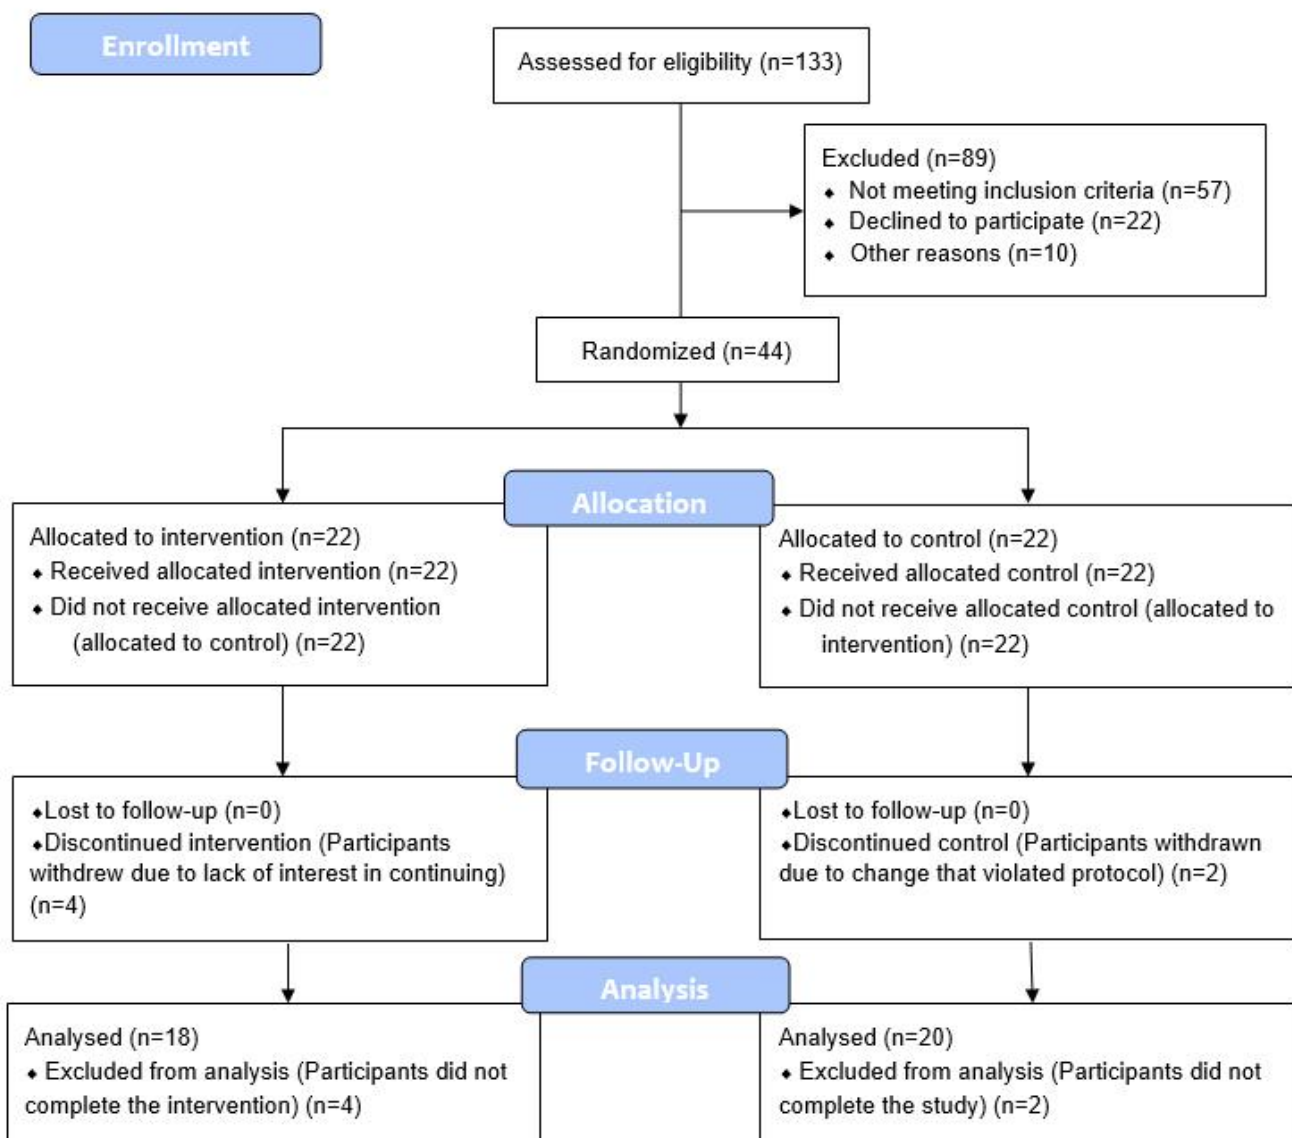 Enrollment
Assessed for eligibility (n=133)
Excluded (n=89)
⬥ Not meeting inclusion criteria (n=57)
⬥ Declined to participate (n=22)
⬥ Other reasons (n=10)
Randomized (n=44)
Allocation
Allocated to intervention (n=22)
⬥ Received allocated intervention (n=22)
⬥ Did not receive allocated intervention
(allocated to control) (n=22)
Allocated to control (n=22)
⬥ Received allocated control (n=22)
⬥ Did not receive allocated control (allocated to
intervention) (n=22)
Follow-Up
⬥Lost to follow-up (n=0)
⬥Discontinued intervention (Participants
withdrew due to lack of interest in continuing)
(n=4)
⬥Lost to follow-up (n=0)
⬥Discontinued control (Participants withdrawn
due to change that violated protocol) (n=2)
Analysis
Analysed (n=18)
⬥ Excluded from analysis (Participants did not
complete the intervention) (n=4)
Analysed (n=20)
⬥ Excluded from analysis (Participants did not
complete the study) (n=2)